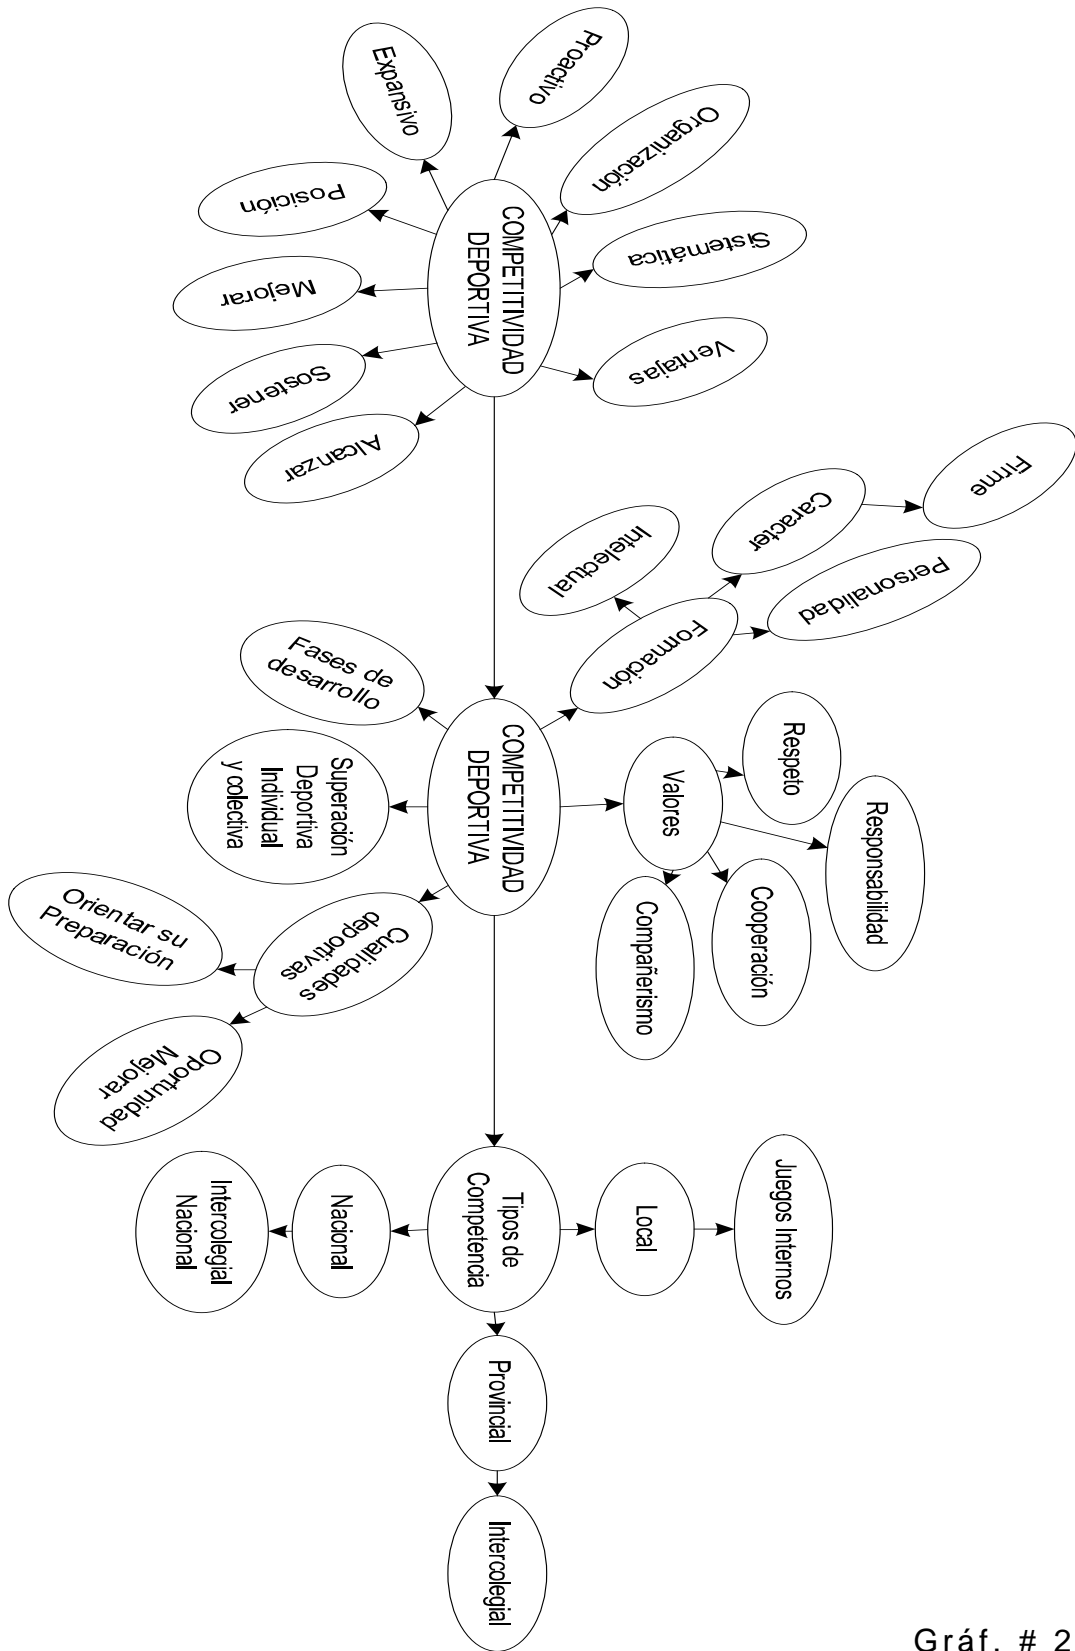 Proactivo
Expansivo
Organización
Posición
Sistemática
Mejorar
Ventajas
Sostener
Alcanzar
COMPETITIVIDAD
DEPORTIVA
Firme
Caracter
Intelectual
Personalidad
Formación
Fases de
desarrollo
COMPETITIVIDAD
DEPORTIVA
Respeto
Valores
Responsabilidad
Superación
Deportiva
Individual
y colectiva
Cooperación
Compañerismo
Cualidades
deportivas
Orientar su
Preparación
Oportunidad
Mejorar
Tipos de
Competencia
Juegos Internos
Local
Nacional
Intercolegial
Nacional
Provincial
Intercolegial
Gráf. # 2